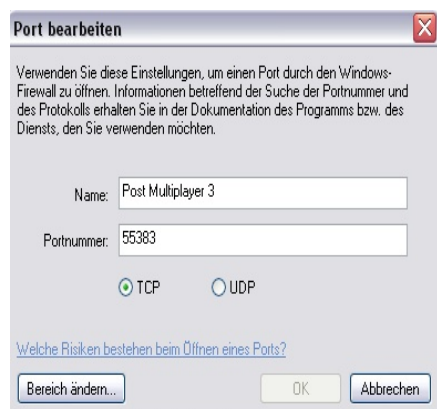 Port bearbeiten
Verwenden Sie diese Einstellungen, um einen Port durch den Windows-
Firewall zu öffnen. Informationen betreffend der Suche der Portnummer und
des Protokolls erhalten Sie in der Dokumentation des Programms bzw. des
Diensts, den Sie verwenden möchten.
Name: Post Multiplayer 3
Portnummer: 55383
TCP UDP
Welche Risiken bestehen beim Öffnen eines Ports?
Bereich ändern... OK Abbrechen